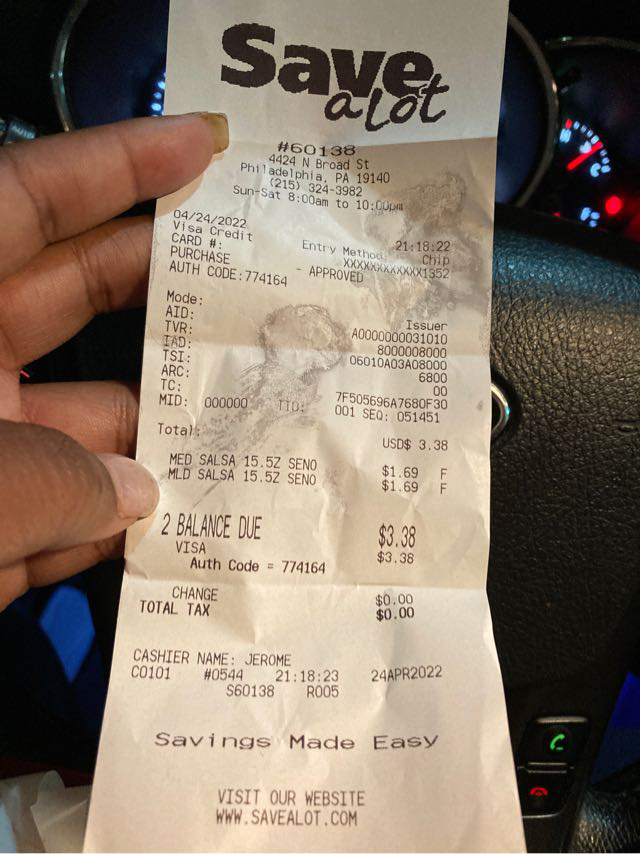 Save
a lot
#60138
4424 N Broad St
Philadelphia, PA 19140
(215) 324-3982
Sun-Sat 8:00am to 10:00pm
04/24/2022 21:18:22
Visa Credit Entry Method: Chip
CARD #: XXXXXXXXXXXX1352
PURCHASE - APPROVED
AUTH CODE:774164
Mode: Issuer
AID: A0000000031010
TVR: 8000008000
IAD: 06010A03A08000
TSI: 6800
ARC: 00
TC: 7F505696A7680F30
MID: 000000 TID: 001 SEQ: 051451
Total: USD$ 3.38
MED SALSA 15.5Z SENO $1.69 F
MLD SALSA 15.5Z SENO $1.69 F
2 BALANCE DUE $3.38
VISA $3.38
Auth Code = 774164
CHANGE $0.00
TOTAL TAX $0.00
CASHIER NAME: JEROME
C0101 #0544 21:18:23 24APR2022
S60138 R005
Savings Made Easy
VISIT OUR WEBSITE
WWW.SAVEALOT.COM